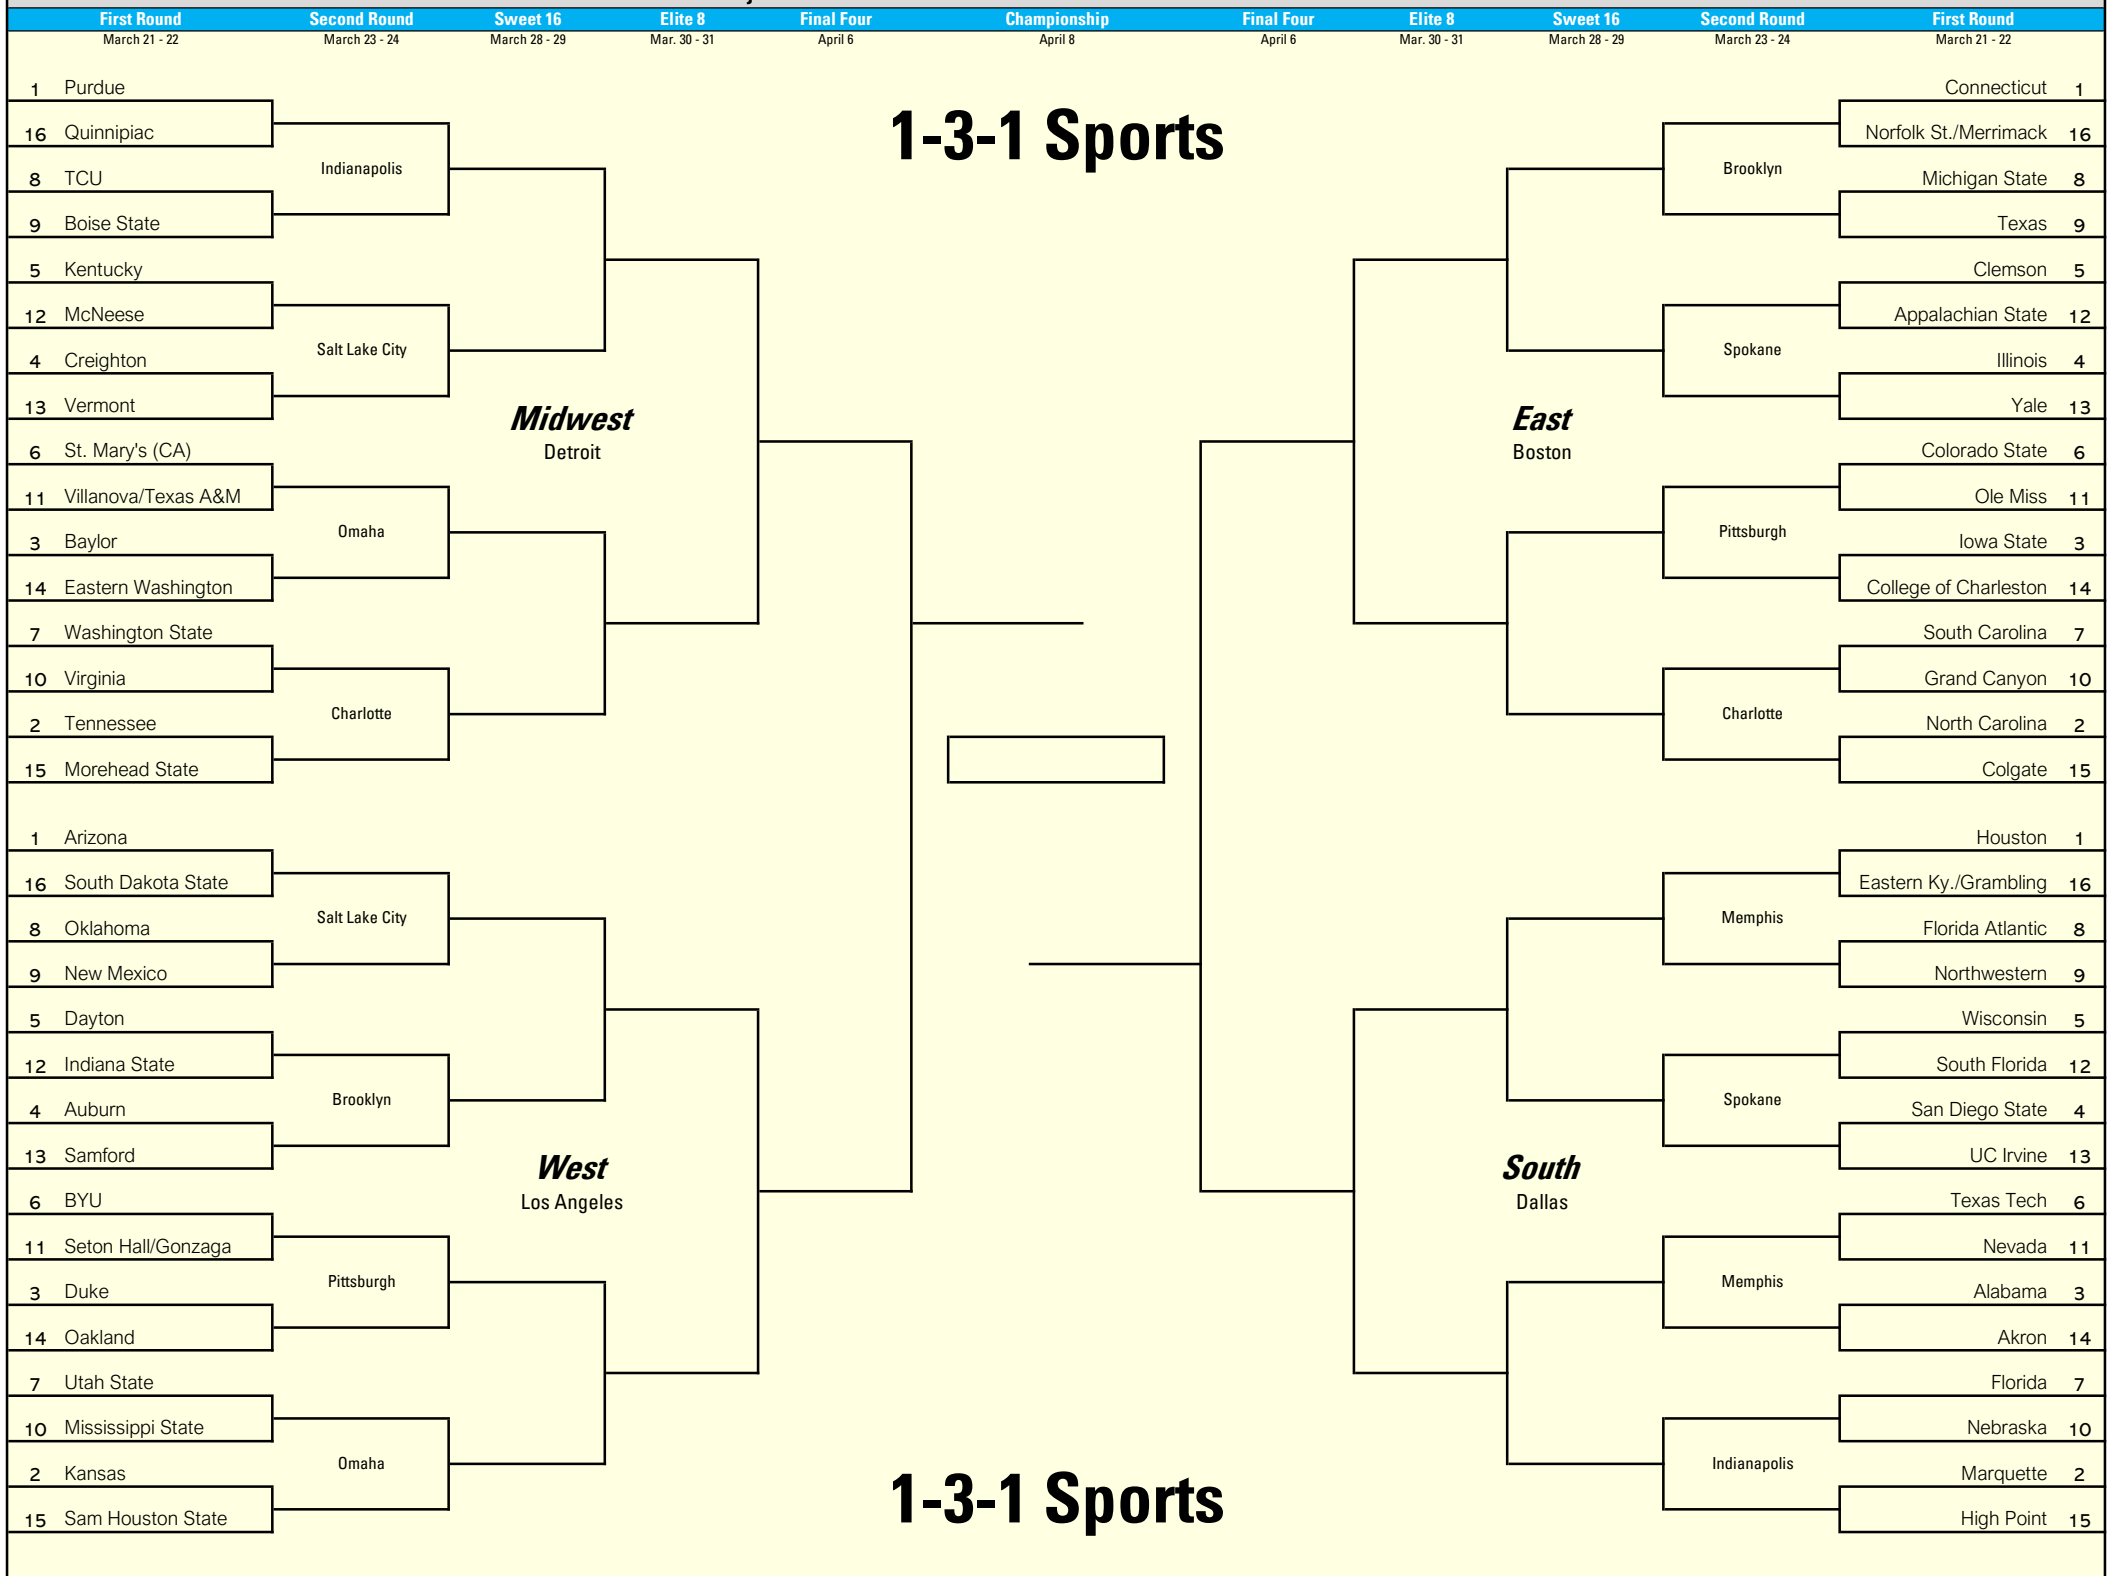 First Round Second Round Sweet 16 Elite 8 Final Four Championship Final Four Elite 8 Sweet 16 Second Round First Round
March 21 - 22 March 23 - 24 March 28 - 29 Mar. 30 - 31 April 6 April 8 April 6 Mar. 30 - 31 March 28 - 29 March 23 - 24 March 21 - 22
1-3-1 Sports
1 Purdue
16 Quinnipiac
Indianapolis
8 TCU
9 Boise State
5 Kentucky
12 McNeese
Salt Lake City
4 Creighton
13 Vermont
Midwest
Detroit
6 St. Mary's (CA)
11 Villanova/Texas A&M
Omaha
3 Baylor
14 Eastern Washington
7 Washington State
10 Virginia
Charlotte
2 Tennessee
15 Morehead State
1 Arizona
16 South Dakota State
Salt Lake City
8 Oklahoma
9 New Mexico
5 Dayton
12 Indiana State
Brooklyn
4 Auburn
13 Samford
West
Los Angeles
6 BYU
11 Seton Hall/Gonzaga
Pittsburgh
3 Duke
14 Oakland
7 Utah State
10 Mississippi State
Omaha
2 Kansas
15 Sam Houston State
Connecticut 1
Norfolk St./Merrimack 16
Brooklyn
Michigan State 8
Texas 9
Clemson 5
Appalachian State 12
Spokane
Illinois 4
Yale 13
East
Boston
Colorado State 6
Ole Miss 11
Pittsburgh
Iowa State 3
College of Charleston 14
South Carolina 7
Grand Canyon 10
Charlotte
North Carolina 2
Colgate 15
Houston 1
Eastern Ky./Grambling 16
Memphis
Florida Atlantic 8
Northwestern 9
Wisconsin 5
South Florida 12
Spokane
San Diego State 4
UC Irvine 13
South
Dallas
Texas Tech 6
Nevada 11
Memphis
Alabama 3
Akron 14
Florida 7
Nebraska 10
Indianapolis
Marquette 2
High Point 15
1-3-1 Sports